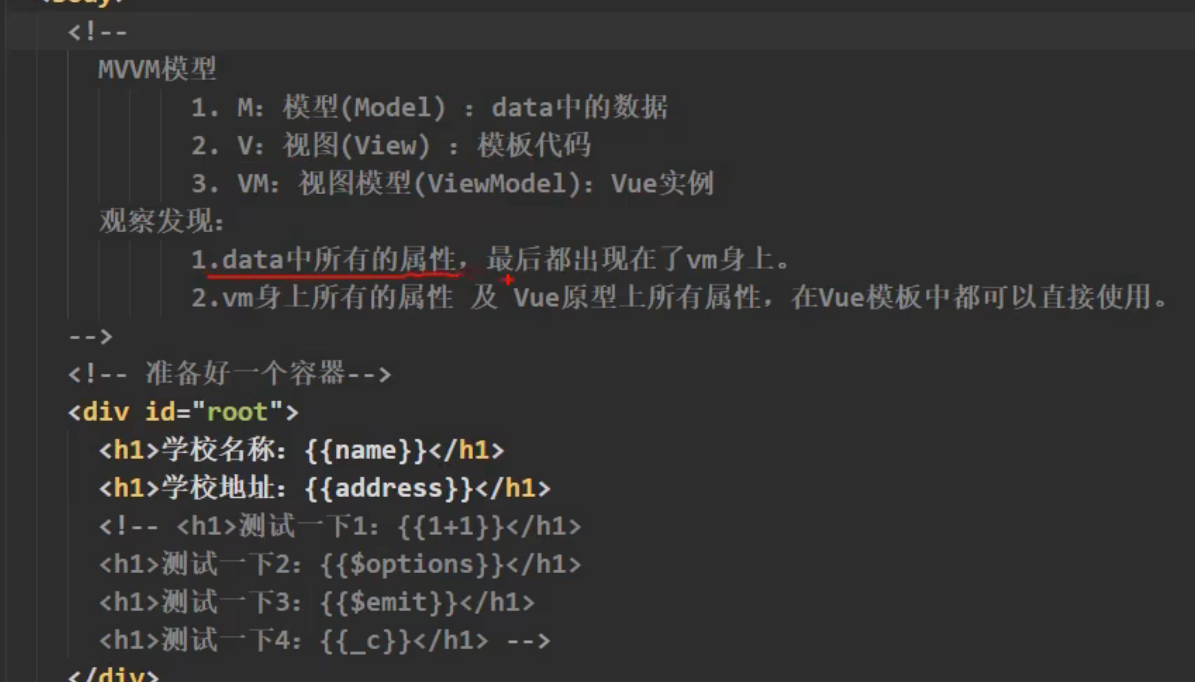 <body>
<!--
MVVM模型
1. M：模型(Model) ：data中的数据
2. V：视图(View) ：模板代码
3. VM：视图模型(ViewModel)：Vue实例
观察发现：
1.data中所有的属性，最后都出现在了vm身上。
2.vm身上所有的属性 及 Vue原型上所有属性，在Vue模板中都可以直接使用。
-->
<!-- 准备好一个容器-->
<div id="root">
<h1>学校名称：{{name}}</h1>
<h1>学校地址：{{address}}</h1>
<!-- <h1>测试一下1：{{1+1}}</h1>
<h1>测试一下2：{{$options}}</h1>
<h1>测试一下3：{{$emit}}</h1>
<h1>测试一下4：{{_c}}</h1> -->
</div>